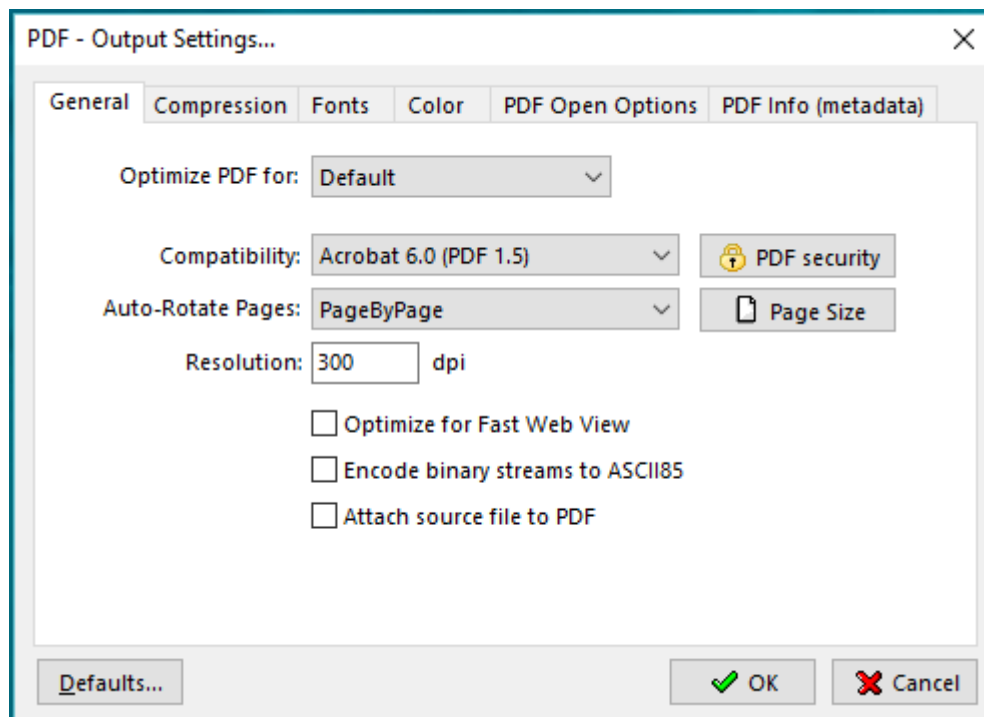 PDF - Output Settings...
General Compression Fonts Color PDF Open Options PDF Info (metadata)
Optimize PDF for: Default
Compatibility: Acrobat 6.0 (PDF 1.5) PDF security
Auto-Rotate Pages: PageByPage Page Size
Resolution: 300 dpi
Optimize for Fast Web View
Encode binary streams to ASCII85
Attach source file to PDF
Defaults... OK Cancel